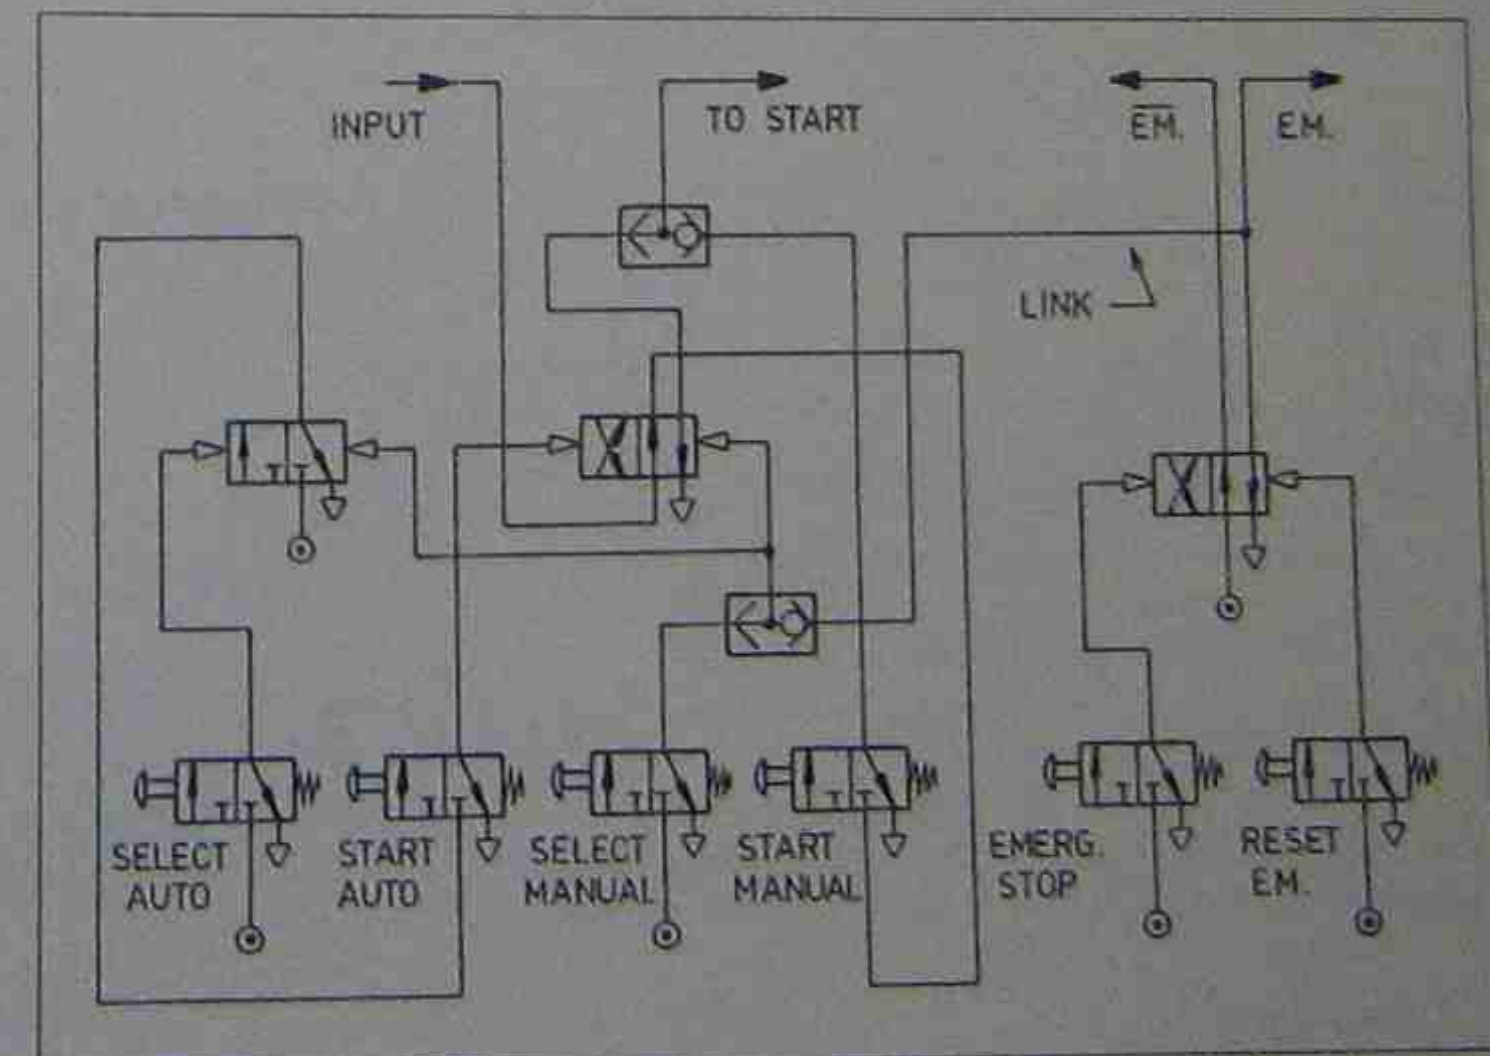 INPUT
TO START
EM.
EM.
LINK
SELECT
AUTO
START
AUTO
SELECT
MANUAL
START
MANUAL
EMERG.
STOP
RESET
EM.